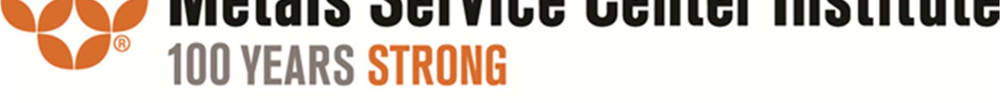 Metals Service Center Institute
® 
100 YEARS STRONG